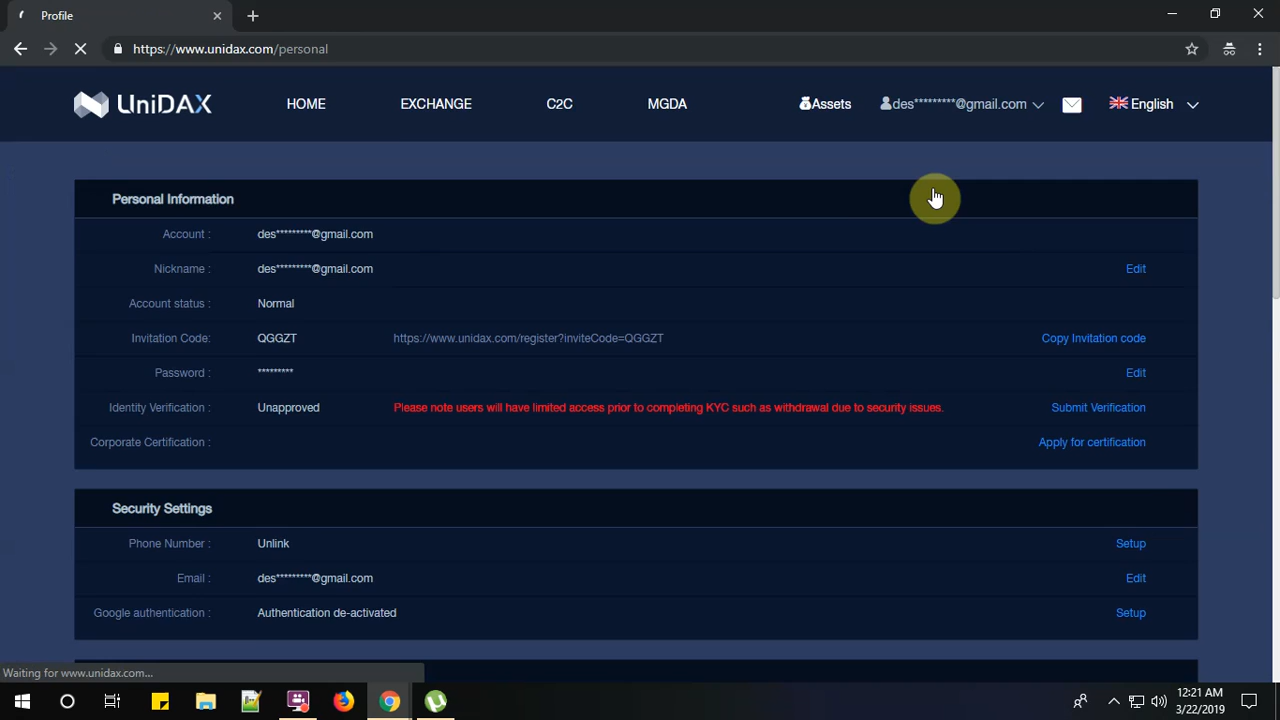 Profile
https://www.unidax.com/personal
UNIDAX HOME EXCHANGE C2C MGDA Assets des*********@gmail.com English
Personal Information
Account : des*********@gmail.com
Nickname : des*********@gmail.com Edit
Account status : Normal
Invitation Code: QGGZT https://www.unidax.com/register?inviteCode=QGGZT Copy Invitation code
Password : ********* Edit
Identity Verification : Unapproved Please note users will have limited access prior to completing KYC such as withdrawal due to security issues. Submit Verification
Corporate Certification : Apply for certification
Security Settings
Phone Number : Unlink Setup
Email : des*********@gmail.com Edit
Google authentication : Authentication de-activated Setup
Waiting for www.unidax.com...
12:21 AM
3/22/2019